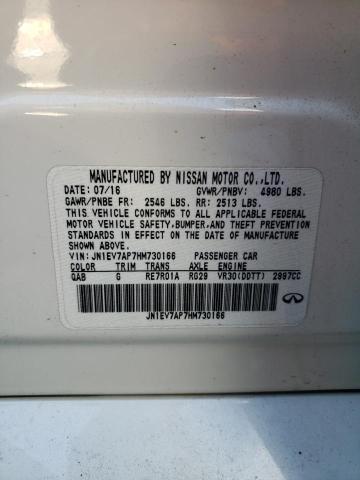 MANUFACTURED BY NISSAN MOTOR CO.,LTD.
DATE: 07/16 GVWR/PNBV: 4980 LBS.
GAWR/PNBE FR: 2546 LBS. RR: 2513 LBS.
THIS VEHICLE CONFORMS TO ALL APPLICABLE FEDERAL
MOTOR VEHICLE SAFETY, BUMPER, AND THEFT PREVENTION
STANDARDS IN EFFECT ON THE DATE OF MANUFACTURE
SHOWN ABOVE.
VIN: JN1EV7AP7HM730166 PASSENGER CAR
COLOR TRIM TRANS AXLE ENGINE
QAB G RE7R01A RG29 VR30(DDTT) 2997CC
JN1EV7AP7HM730166